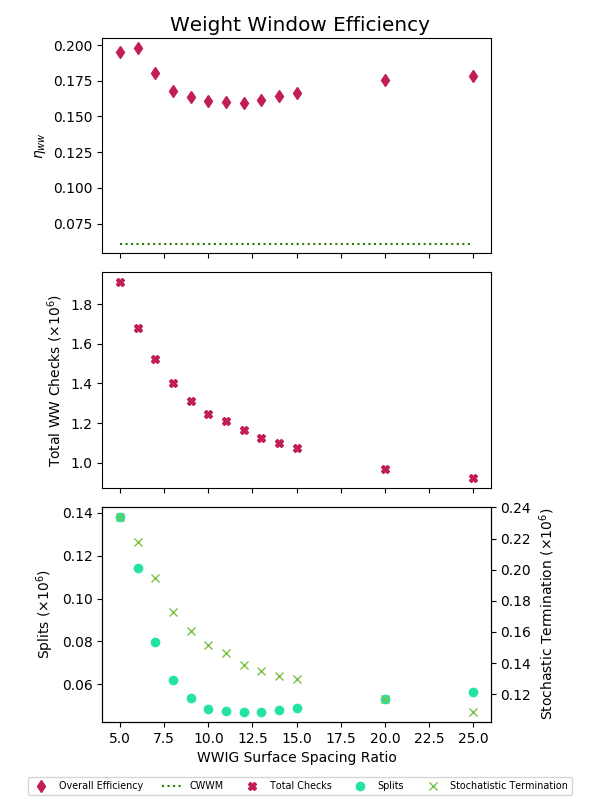 Weight Window Efficiency
0.200
0.175
0.150
0.125
0.100
0.075
η_ww
1.8
1.6
1.4
1.2
1.0
Total WW Checks (×10⁶)
0.14
0.12
0.10
0.08
0.06
Splits (×10⁶)
0.24
0.22
0.20
0.18
0.16
0.14
0.12
Stochastic Termination (×10⁶)
5.0 7.5 10.0 12.5 15.0 17.5 20.0 22.5 25.0
WWIG Surface Spacing Ratio
Overall Efficiency CWWM Total Checks Splits Stochatistic Termination